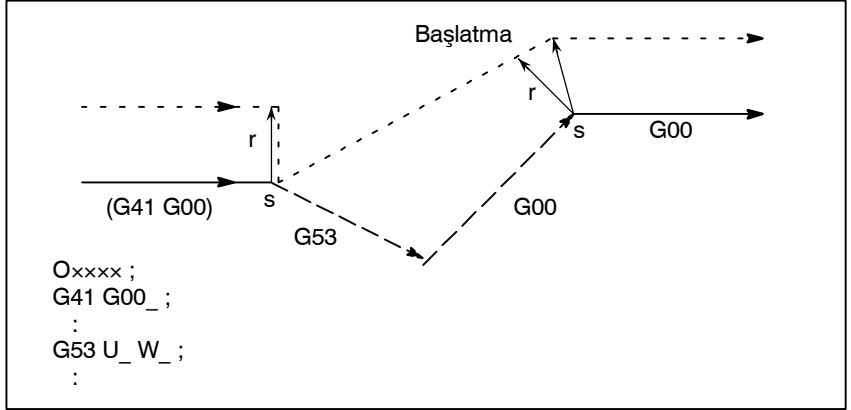 Başlatma
r
r
s
G00
(G41 G00)
s
G00
G53
O×××× ;
G41 G00_ ;
:
G53 U_ W_ ;
: